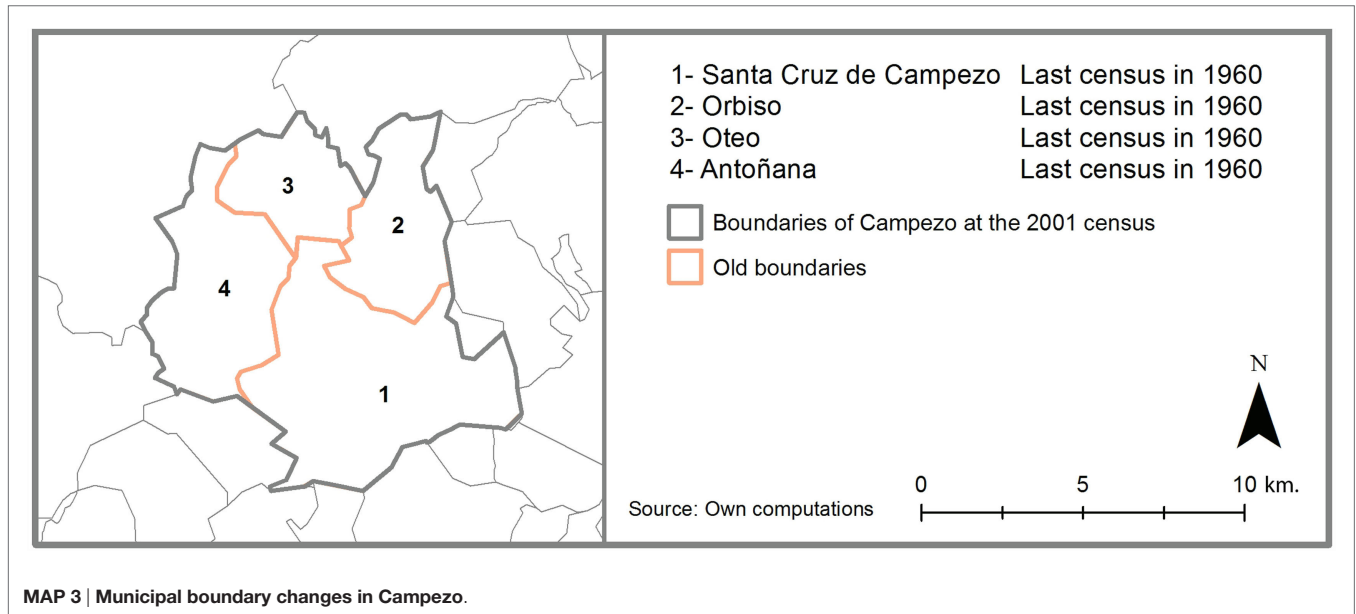 3
2
4
1
1- Santa Cruz de Campezo Last census in 1960
2- Orbiso Last census in 1960
3- Oteo Last census in 1960
4- Antoñana Last census in 1960
Boundaries of Campezo at the 2001 census
Old boundaries
N
0 5 10 km.
Source: Own computations
MAP 3 | Municipal boundary changes in Campezo.